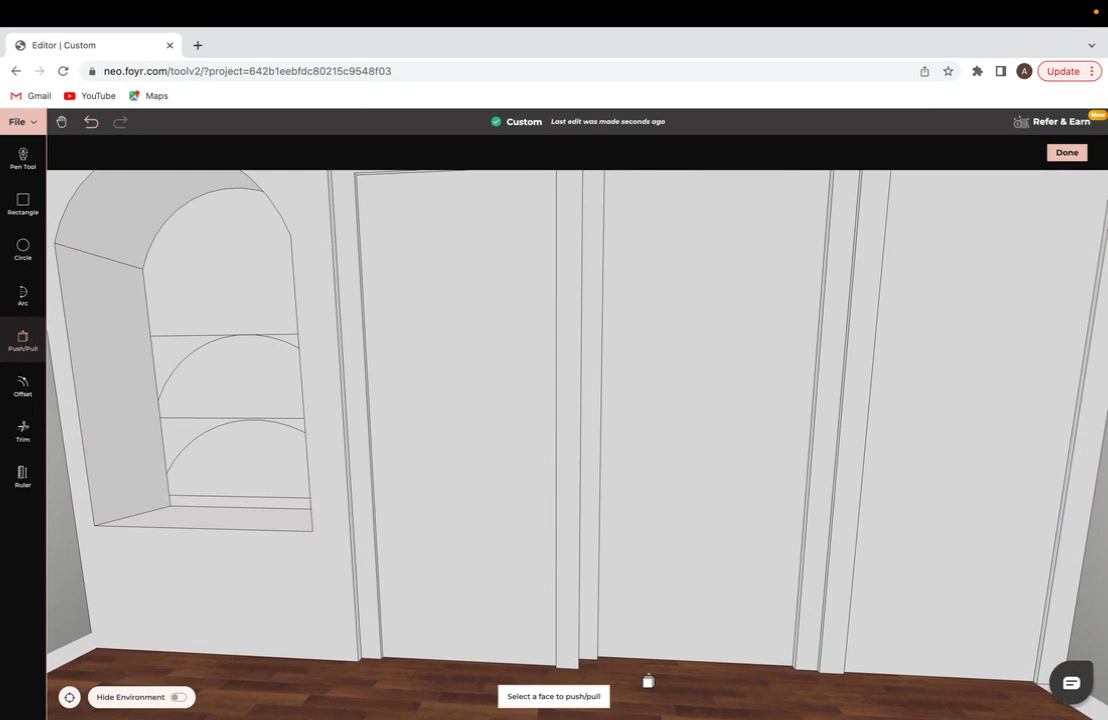 Editor | Custom
neo.foyr.com/toolv2/?project=642b1eebfdc80215c9548f03
A
Update
Gmail
YouTube
Maps
File
Custom
Last edit was made seconds ago
Refer & Earn
New
Done
Pen Tool
Rectangle
Circle
Arc
Push/Pull
Offset
Trim
Ruler
Hide Environment
Select a face to push/pull